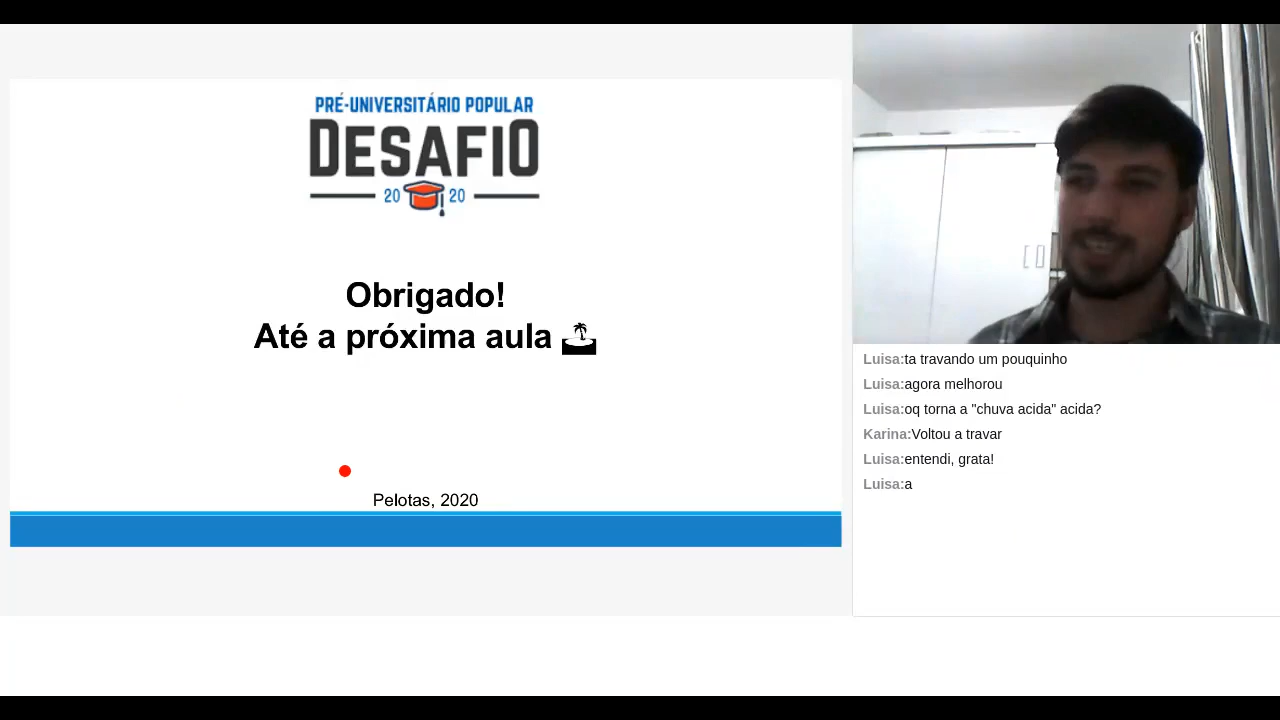 PRÉ-UNIVERSITÁRIO POPULAR
DESAFIO
20 20
Obrigado!
Até a próxima aula
Pelotas, 2020
Luisa:ta travando um pouquinho
Luisa:agora melhorou
Luisa:oq torna a "chuva acida" acida?
Karina:Voltou a travar
Luisa:entendi, grata!
Luisa:a